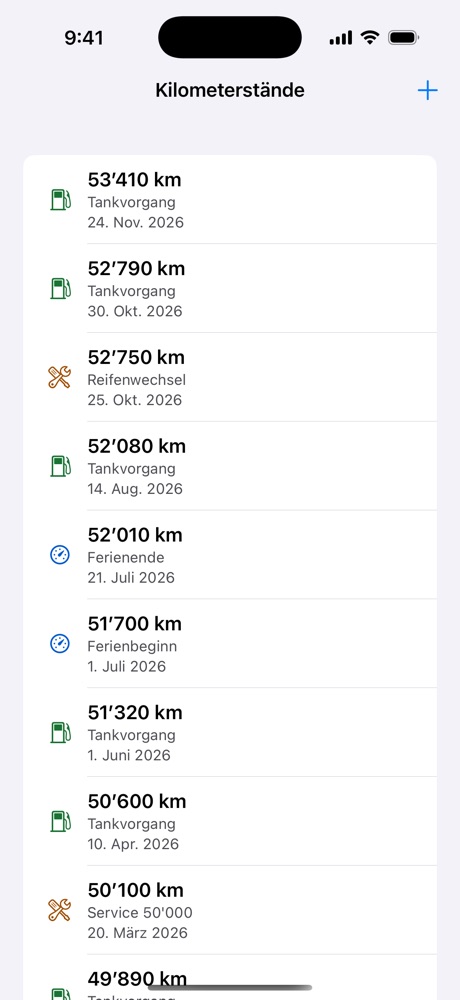 9:41
Kilometerstände
53’410 km
Tankvorgang
24. Nov. 2026
52’790 km
Tankvorgang
30. Okt. 2026
52’750 km
Reifenwechsel
25. Okt. 2026
52’080 km
Tankvorgang
14. Aug. 2026
52’010 km
Ferienende
21. Juli 2026
51’700 km
Ferienbeginn
1. Juli 2026
51’320 km
Tankvorgang
1. Juni 2026
50’600 km
Tankvorgang
10. Apr. 2026
50’100 km
Service 50'000
20. März 2026
49’890 km
Tankvorgang